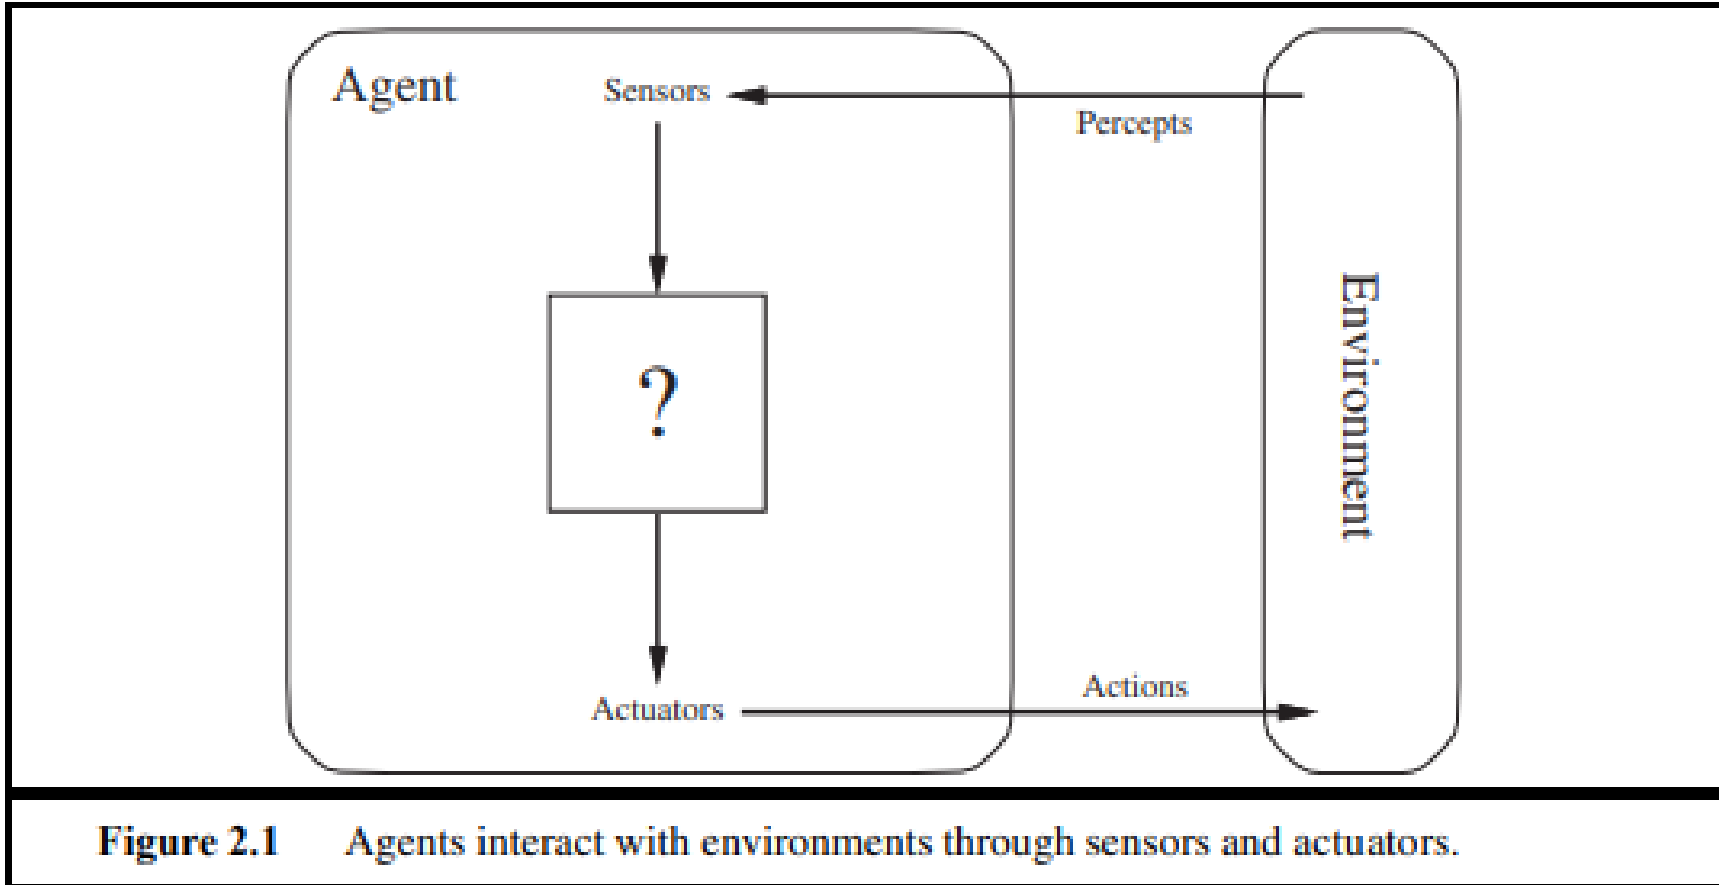 Agent
Sensors
Percepts
?
Environment
Actions
Actuators
Figure 2.1 Agents interact with environments through sensors and actuators.